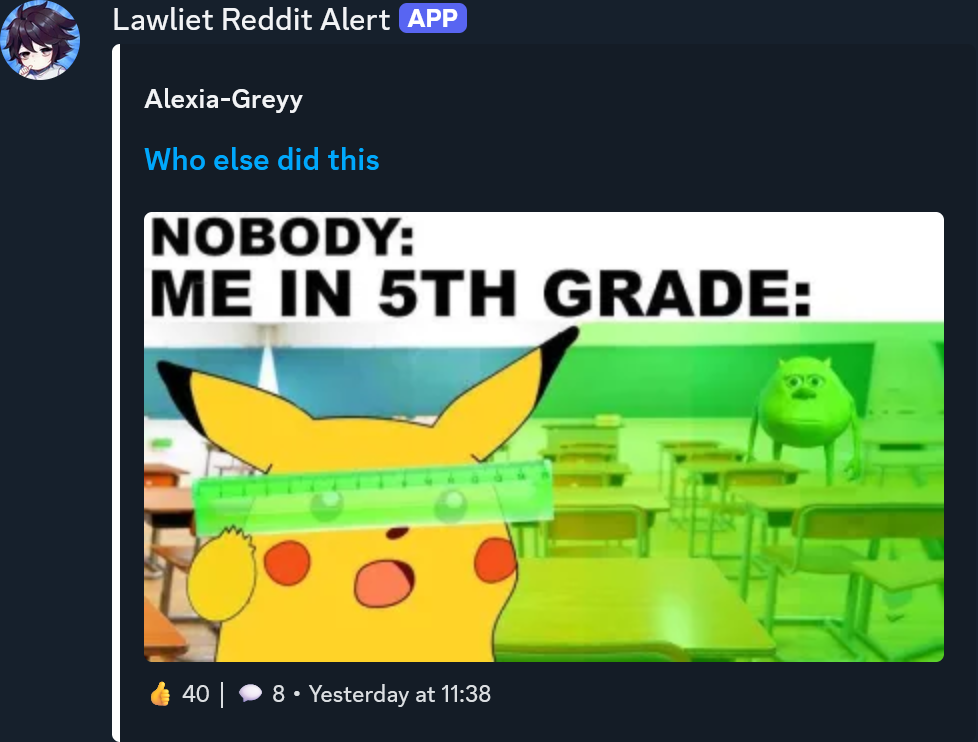 Lawliet Reddit Alert APP
Alexia-Greyy
Who else did this
NOBODY:
ME IN 5TH GRADE:
👍 40 | 💬 8 • Yesterday at 11:38